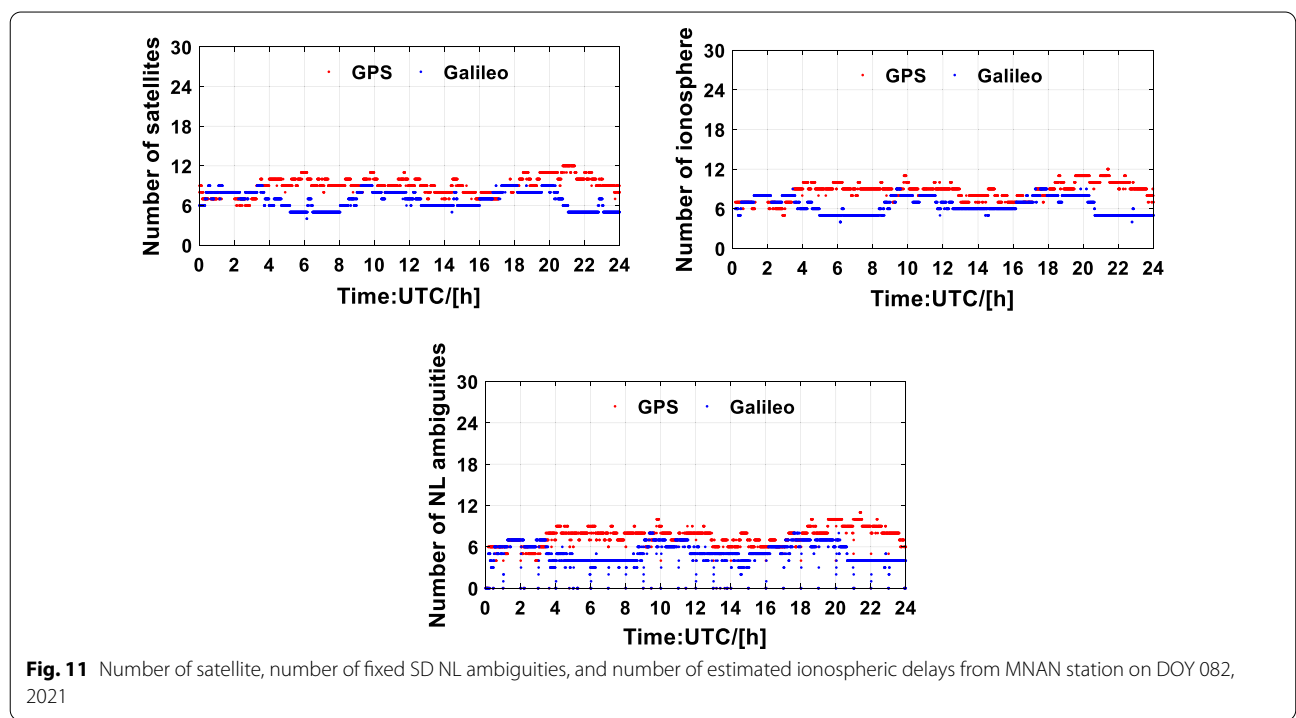 Number of satellites
30
24
18
12
6
0
GPS Galileo
0 2 4 6 8 10 12 14 16 18 20 22 24
Time:UTC/[h]
Number of ionosphere
30
24
18
12
6
0
GPS Galileo
0 2 4 6 8 10 12 14 16 18 20 22 24
Time:UTC/[h]
Number of NL ambiguities
30
24
18
12
6
0
GPS Galileo
0 2 4 6 8 10 12 14 16 18 20 22 24
Time:UTC/[h]
Fig. 11 Number of satellite, number of fixed SD NL ambiguities, and number of estimated ionospheric delays from MNAN station on DOY 082,
2021